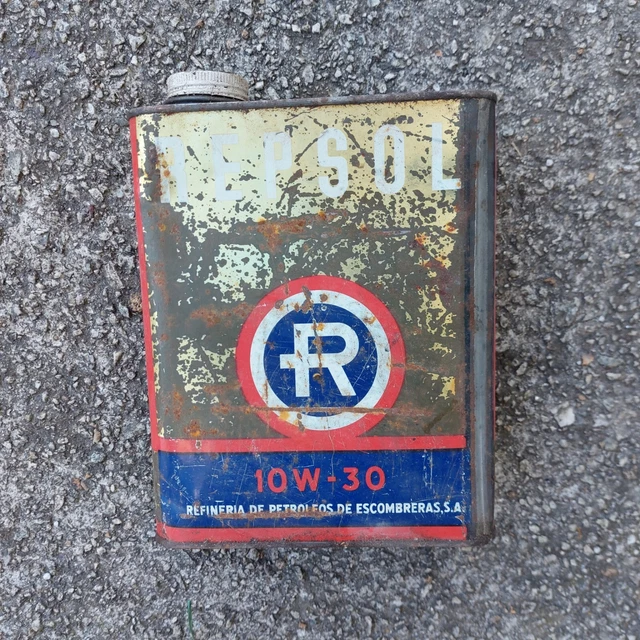 REPSOL
R
10W-30
REFINERIA DE PETROLEOS DE ESCOMBRERAS,S.A.